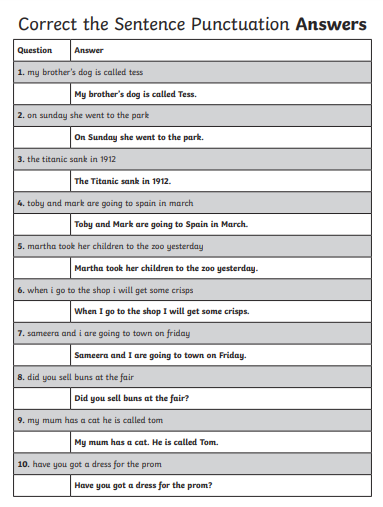 Correct the Sentence Punctuation Answers
Question Answer
1. my brother's dog is called tess
My brother's dog is called Tess.
2. on sunday she went to the park
On Sunday she went to the park.
3. the titanic sank in 1912
The Titanic sank in 1912.
4. toby and mark are going to spain in march
Toby and Mark are going to Spain in March.
5. martha took her children to the zoo yesterday
Martha took her children to the zoo yesterday.
6. when i go to the shop i will get some crisps
When I go to the shop I will get some crisps.
7. sameera and i are going to town on friday
Sameera and I are going to town on Friday.
8. did you sell buns at the fair
Did you sell buns at the fair?
9. my mum has a cat he is called tom
My mum has a cat. He is called Tom.
10. have you got a dress for the prom
Have you got a dress for the prom?